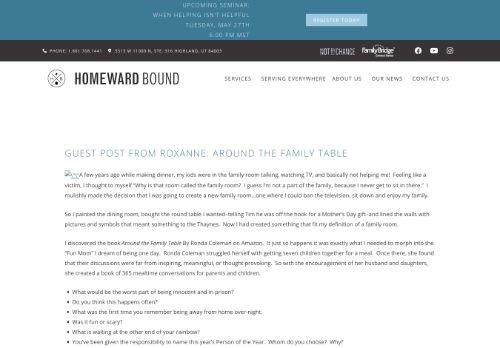 UPCOMING SEMINAR:
WHEN HELPING ISN'T HELPFUL
TUESDAY, MAY 27TH
6:00 PM MST
REGISTER TODAY
PHONE: 1.801.768.1441
5513 W 11000 N, STE. 316 HIGHLAND, UT 84003
NOT BY CHANCE
FamilyBridge
HOMEWARD BOUND
SERVICES
SERVING EVERYWHERE
ABOUT US
OUR NEWS
CONTACT US
GUEST POST FROM ROXANNE: AROUND THE FAMILY TABLE
A few years ago while making dinner, my kids were in the family room talking, watching TV, and basically not helping me!  Feeling like a
victim, I thought to myself "Why is that room called the family room?  I guess I'm not a part of the family, because I never get to sit in there."  I
mulishly made the decision that I was going to create a new family room...one where I could ban the television, sit down and enjoy my family.
So I painted the dining room, bought the round table I wanted–telling Tim he was off the hook for a Mother's Day gift–and lined the walls with
pictures and symbols that meant something to the Thaynes.  Now I had created something that fit my definition of a family room.
I discovered the book Around the Family Table By Ronda Coleman on Amazon.  It just so happens it was exactly what I needed to morph into the
"Fun Mom" I dream of being one day.  Ronda Coleman struggled herself with getting seven children together for a meal.  Once there, she found
that their discussions were far from inspiring, meaningful, or thought provoking.  So with the encouragement of her husband and daughters,
she created a book of 365 mealtime conversations for parents and children.
What would be the worst part of being innocent and in prison?
Do you think this happens often?
What was the first time you remember being away from home over-night.
Was it fun or scary?
What is waiting at the other end of your rainbow?
You've been given the responsibility to name this year's Person of the Year.  Whom do you choose?  Why?